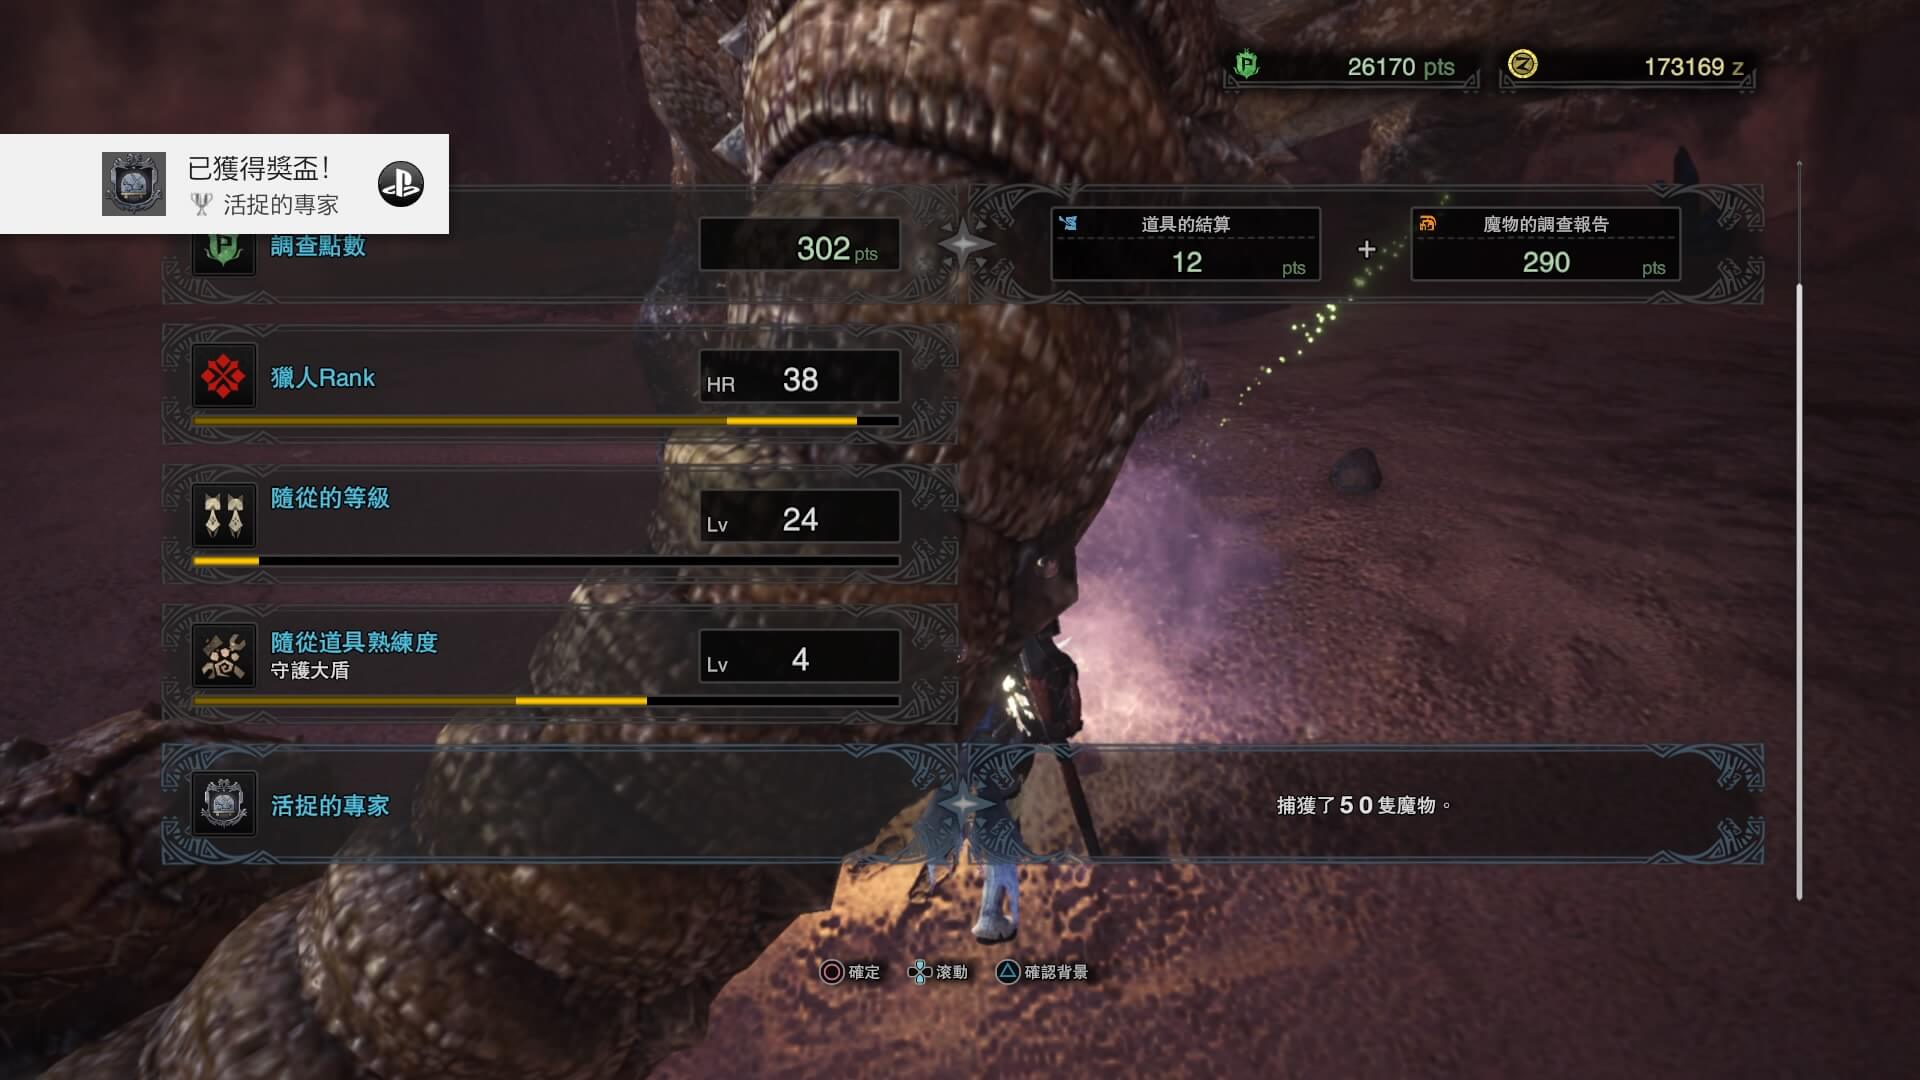 26170 pts
173169 z
已獲得獎盃!
活捉的專家
調查點數
302 pts
道具的結算
12 pts
+
魔物的調查報告
290 pts
獵人Rank
HR 38
隨從的等級
Lv 24
隨從道具熟練度
守護大盾
Lv 4
活捉的專家
捕獲了50隻魔物。
確定 滾動 確認背景